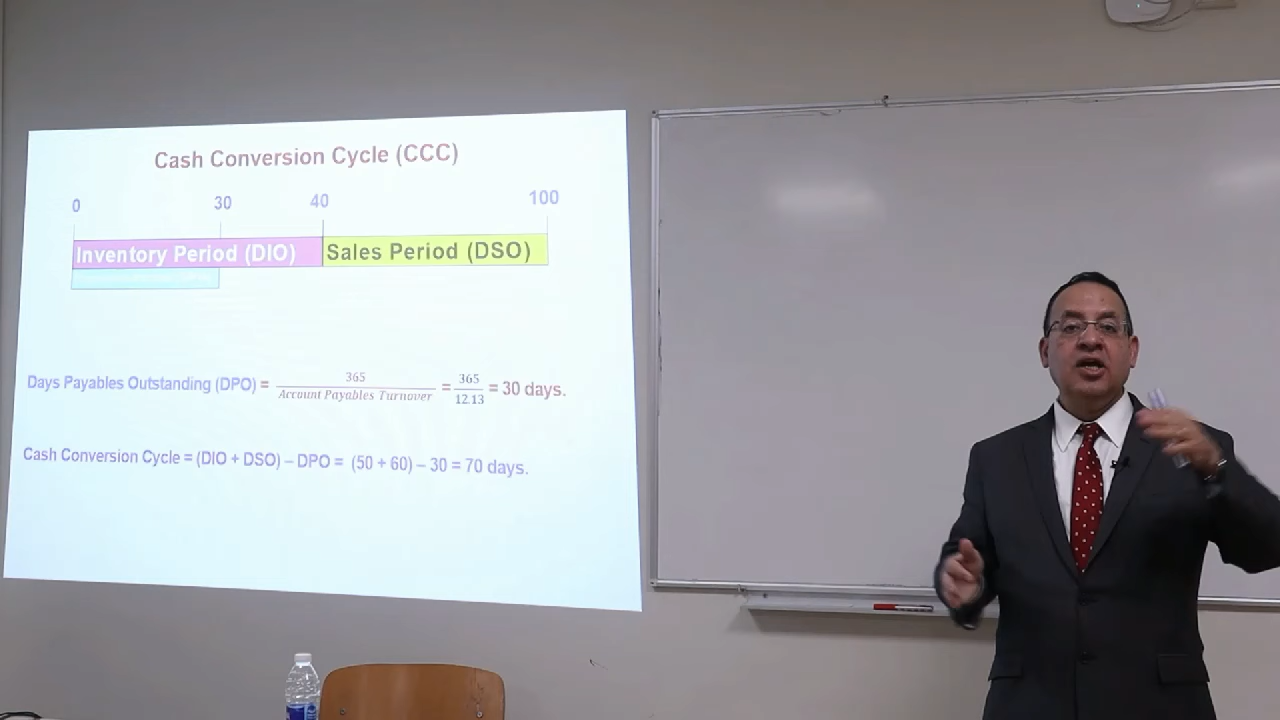 Cash Conversion Cycle (CCC)
0 30 40 100
Inventory Period (DIO) Sales Period (DSO)
Days Payables Outstanding (DPO) = 365 / Account Payables Turnover = 365 / 12.13 = 30 days.
Cash Conversion Cycle = (DIO + DSO) – DPO = (50 + 60) – 30 = 70 days.